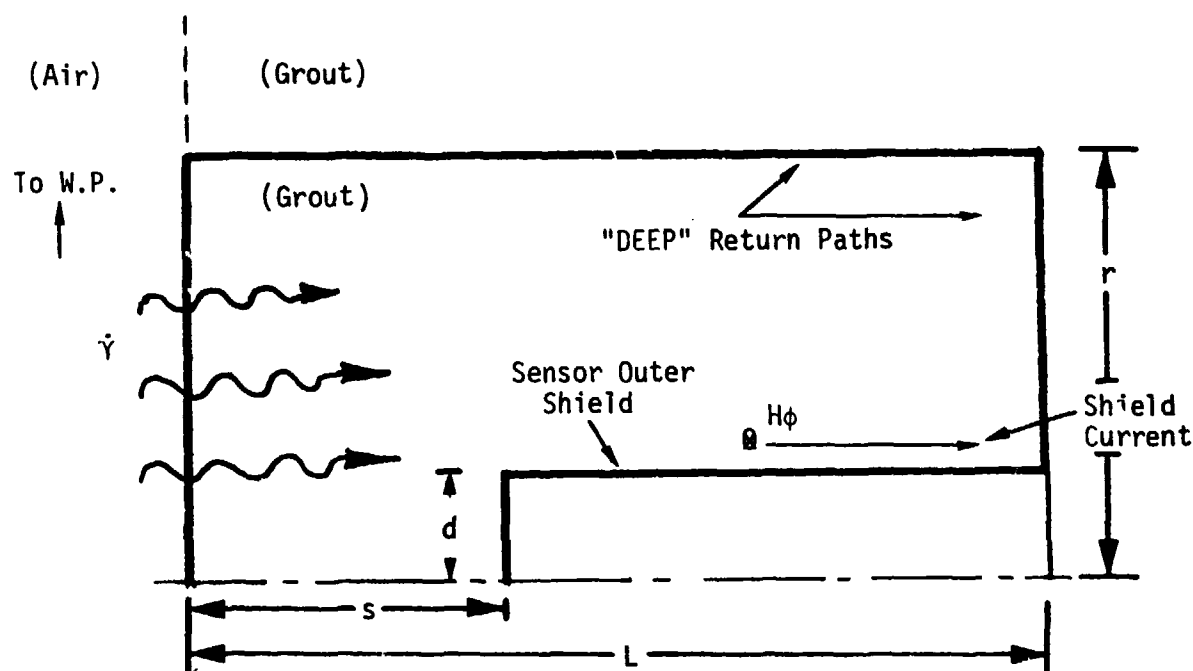 (Air)
(Grout)
To W.P.
(Grout)
"DEEP" Return Paths
r
γ̇
Sensor Outer
Shield
Hϕ
Shield
Current
d
s
L